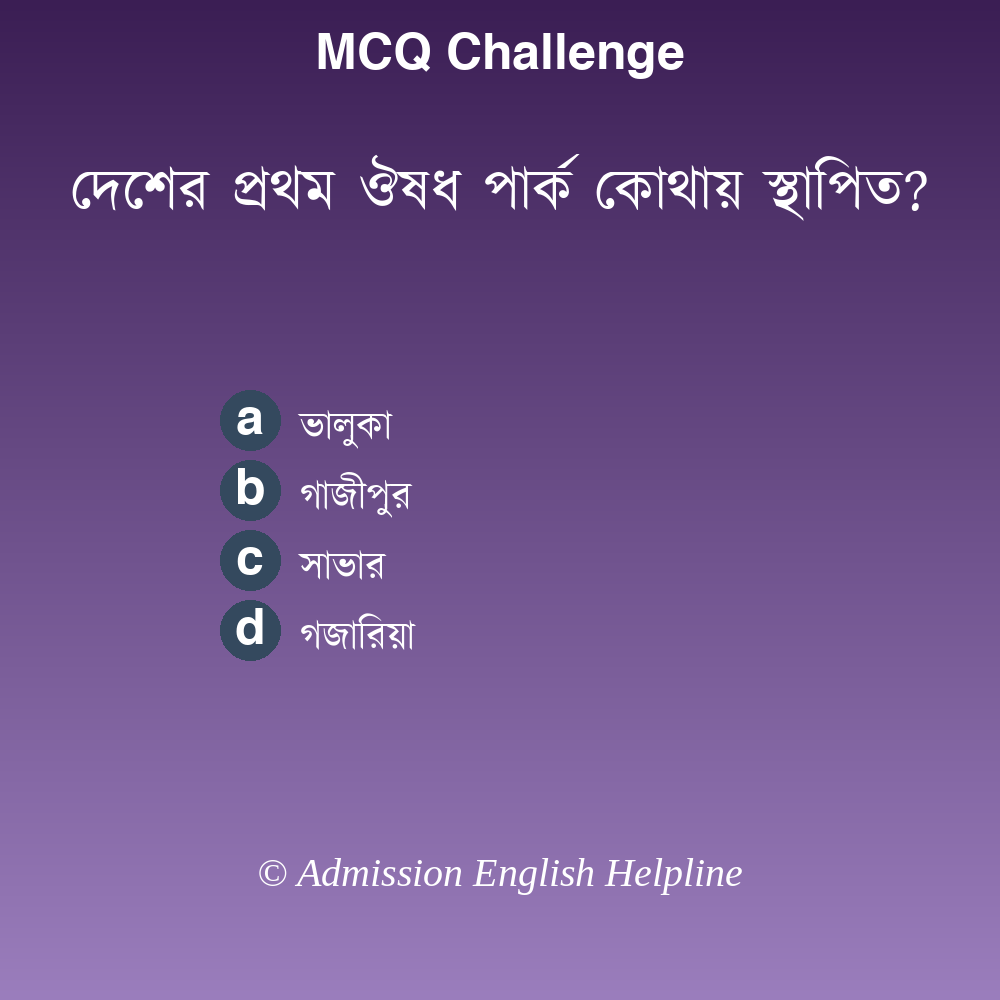 MCQ Challenge
দেশের প্রথম ঔষধ পার্ক কোথায় স্থাপিত?
a ভালুকা
b গাজীপুর
c সাভার
d গজারিয়া
© Admission English Helpline